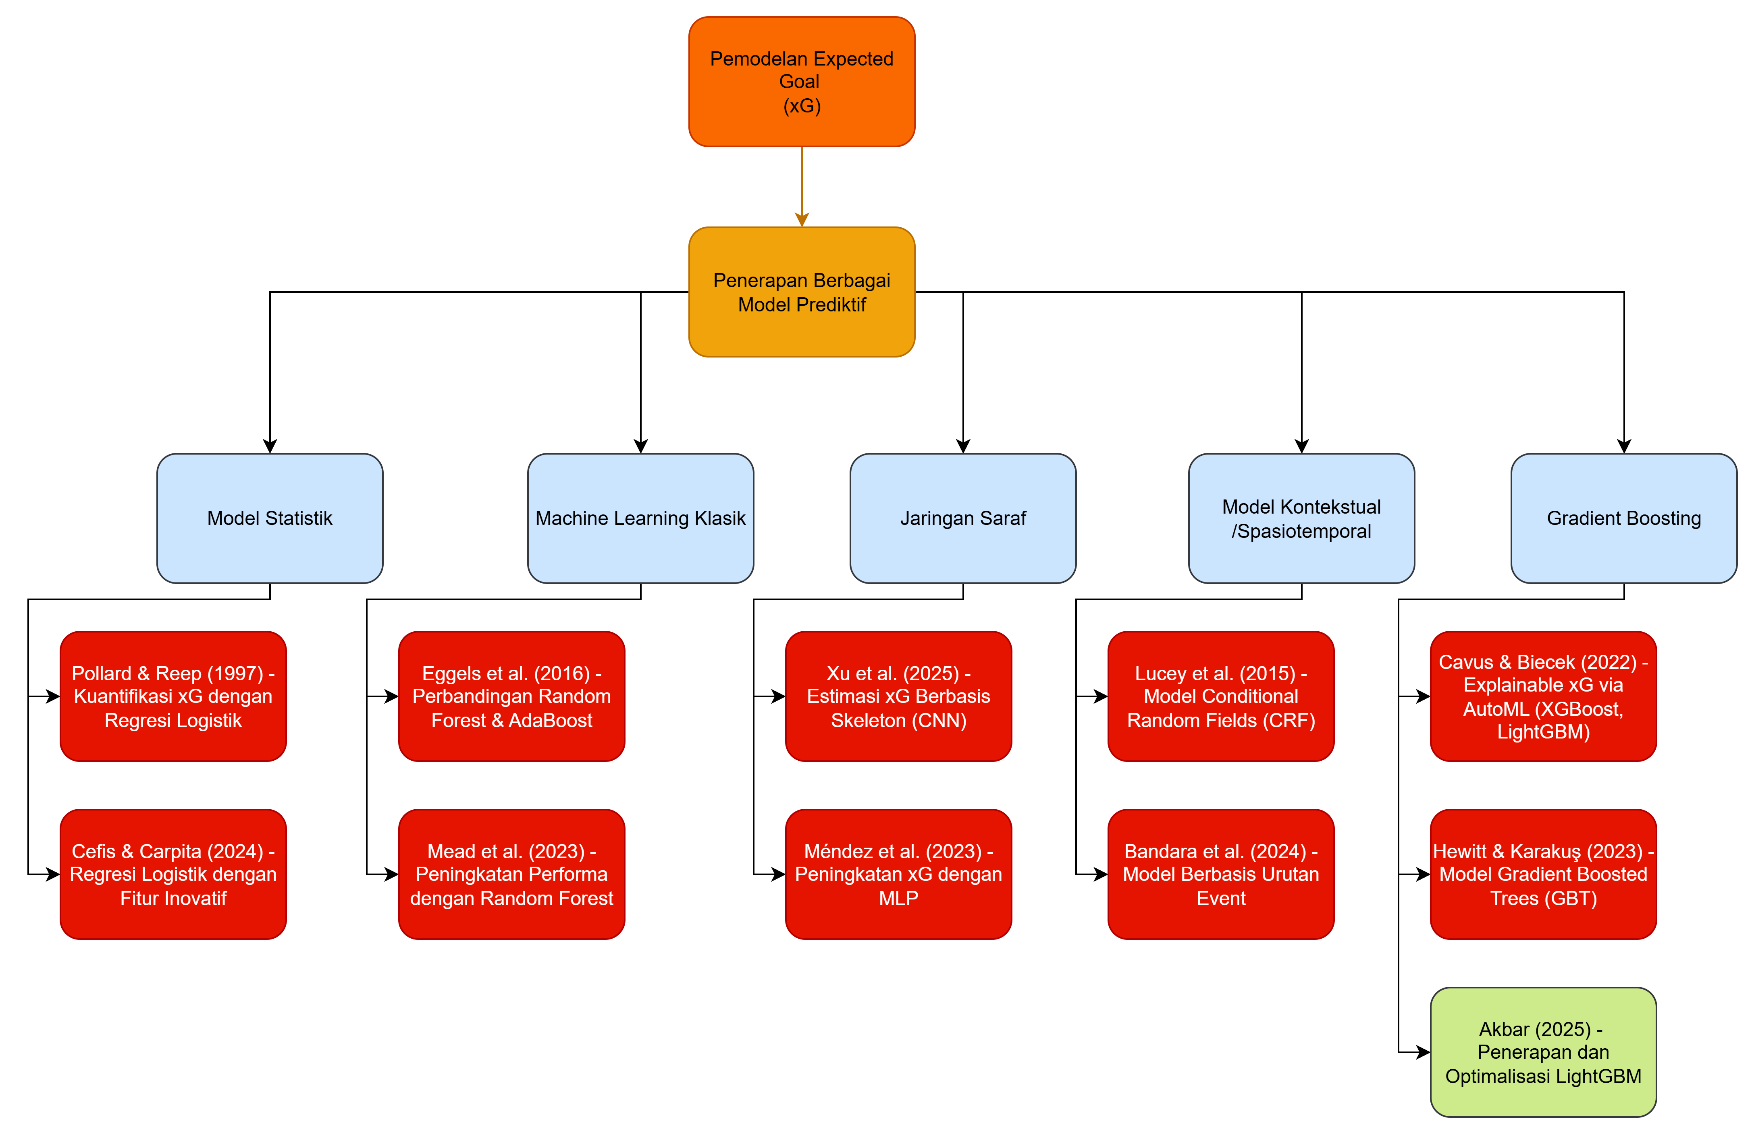 Pemodelan Expected
Goal
(xG)
Penerapan Berbagai
Model Prediktif
Model Statistik
Machine Learning Klasik
Jaringan Saraf
Model Kontekstual
/Spasiotemporal
Gradient Boosting
Pollard & Reep (1997) -
Kuantifikasi xG dengan
Regresi Logistik
Eggels et al. (2016) -
Perbandingan Random
Forest & AdaBoost
Xu et al. (2025) -
Estimasi xG Berbasis
Skeleton (CNN)
Lucey et al. (2015) -
Model Conditional
Random Fields (CRF)
Cavus & Biecek (2022) -
Explainable xG via
AutoML (XGBoost,
LightGBM)
Cefis & Carpita (2024) -
Regresi Logistik dengan
Fitur Inovatif
Mead et al. (2023) -
Peningkatan Performa
dengan Random Forest
Méndez et al. (2023) -
Peningkatan xG dengan
MLP
Bandara et al. (2024) -
Model Berbasis Urutan
Event
Hewitt & Karakuş (2023) -
Model Gradient Boosted
Trees (GBT)
Akbar (2025) -
Penerapan dan
Optimalisasi LightGBM